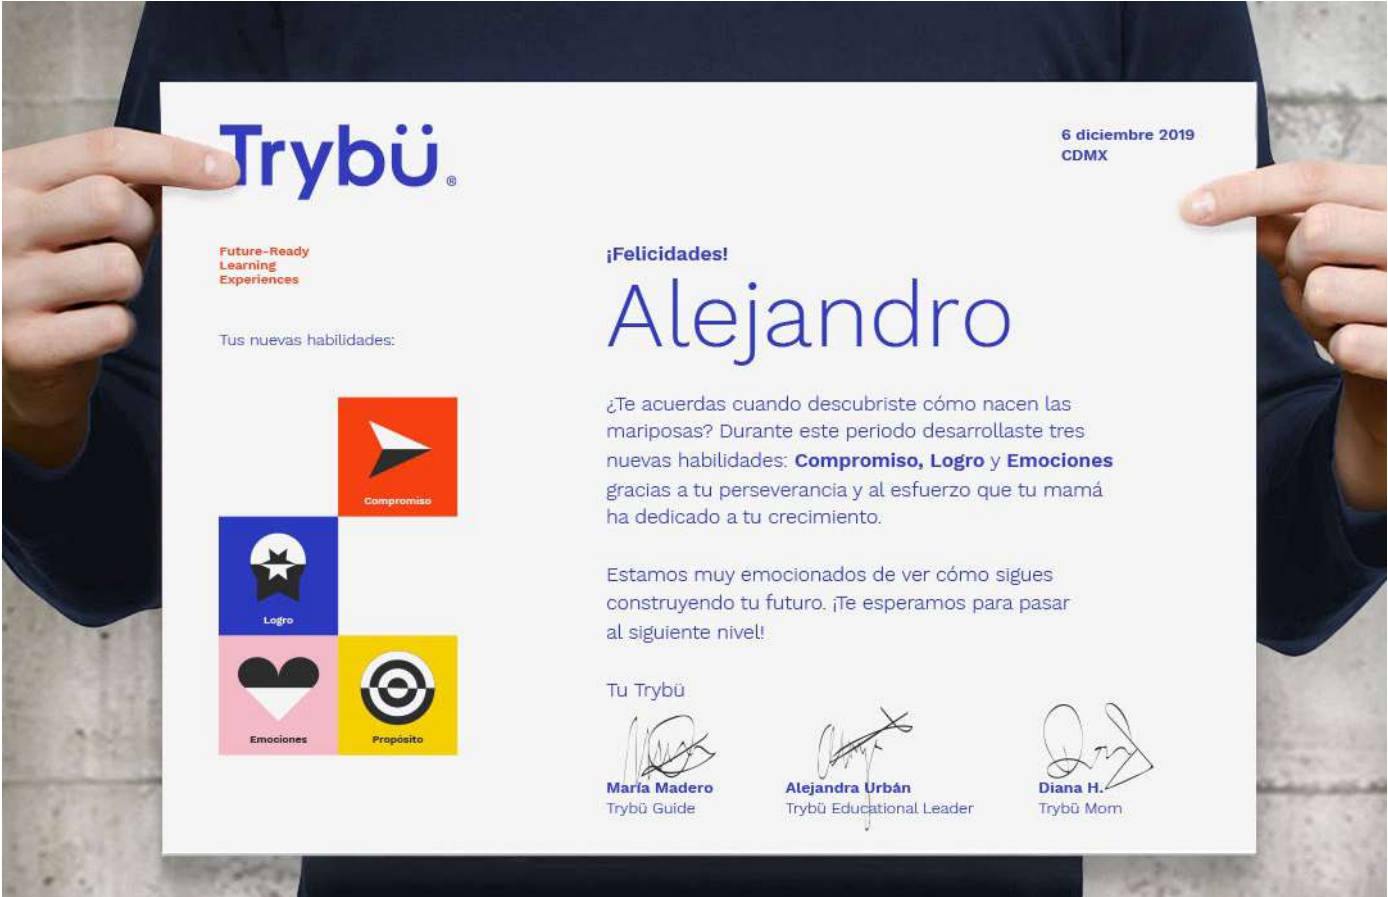 Trybü®
6 diciembre 2019
CDMX
Future-Ready
Learning
Experiences
Tus nuevas habilidades:
Compromiso
Logro
Emociones
Propósito
¡Felicidades!
Alejandro
¿Te acuerdas cuando descubriste cómo nacen las
mariposas? Durante este periodo desarrollaste tres
nuevas habilidades: Compromiso, Logro y Emociones
gracias a tu perseverancia y al esfuerzo que tu mamá
ha dedicado a tu crecimiento.
Estamos muy emocionados de ver cómo sigues
construyendo tu futuro. ¡Te esperamos para pasar
al siguiente nivel!
Tu Trybü
María Madero
Trybü Guide
Alejandra Urbán
Trybü Educational Leader
Diana H.
Trybü Mom